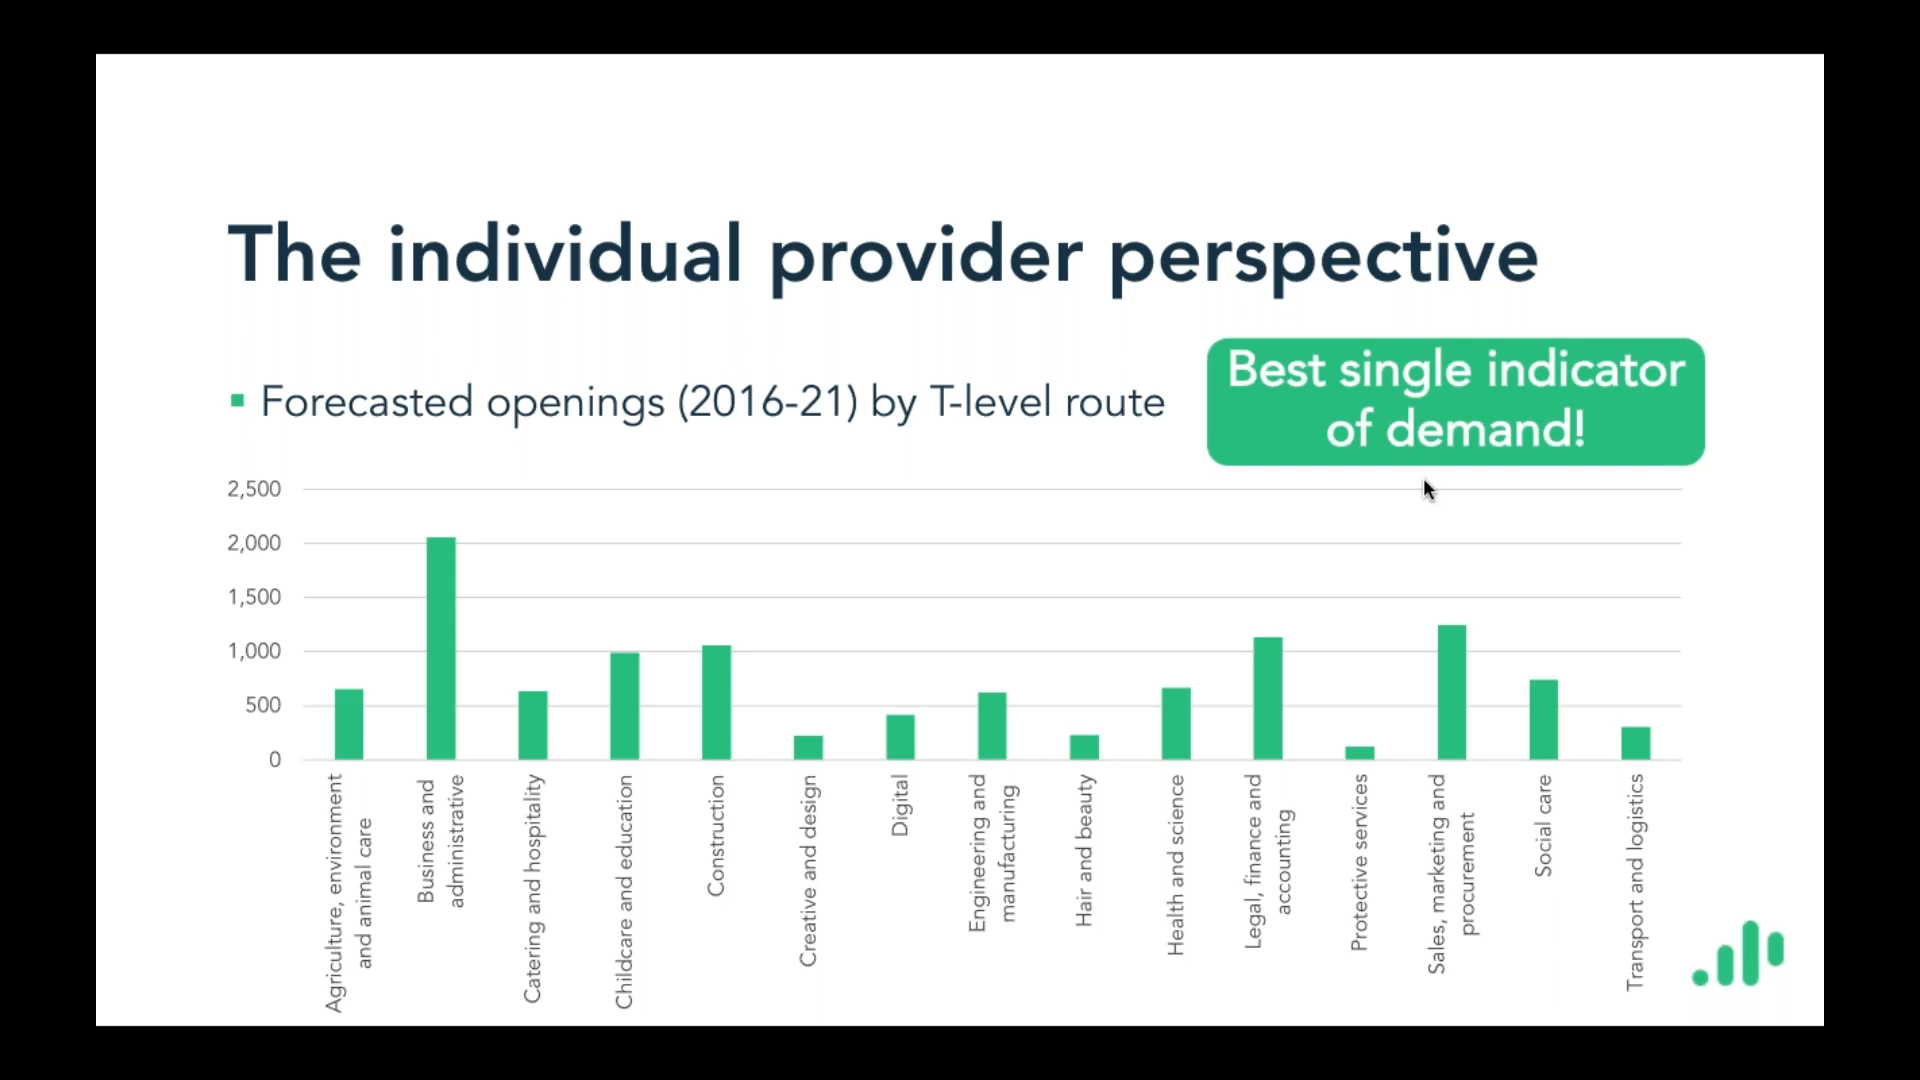 The individual provider perspective
Forecasted openings (2016-21) by T-level route
Best single indicator
of demand!
2,500
2,000
1,500
1,000
500
0
Agriculture, environment
and animal care
Business and
administrative
Catering and hospitality
Childcare and education
Construction
Creative and design
Digital
Engineering and
manufacturing
Hair and beauty
Health and science
Legal, finance and
accounting
Protective services
Sales, marketing and
procurement
Social care
Transport and logistics